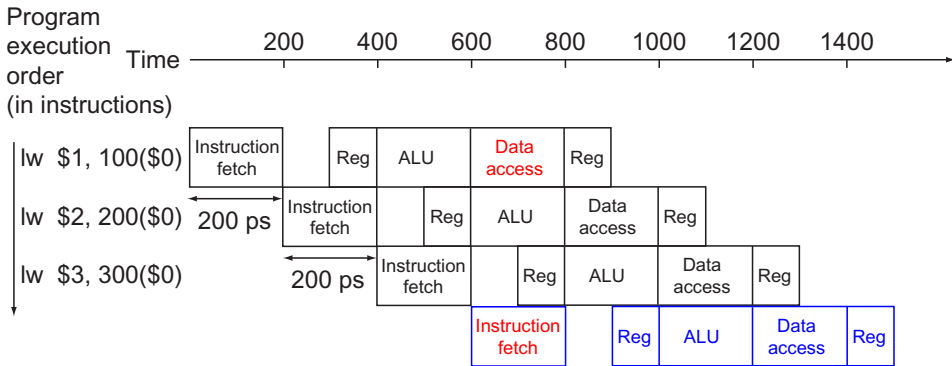 Program
execution
order
(in instructions)
Time
200 400 600 800 1000 1200 1400
lw $1, 100($0)
Instruction
fetch
Reg
ALU
Data
access
Reg
200 ps
lw $2, 200($0)
Instruction
fetch
Reg
ALU
Data
access
Reg
200 ps
lw $3, 300($0)
Instruction
fetch
Reg
ALU
Data
access
Reg
Instruction
fetch
Reg
ALU
Data
access
Reg